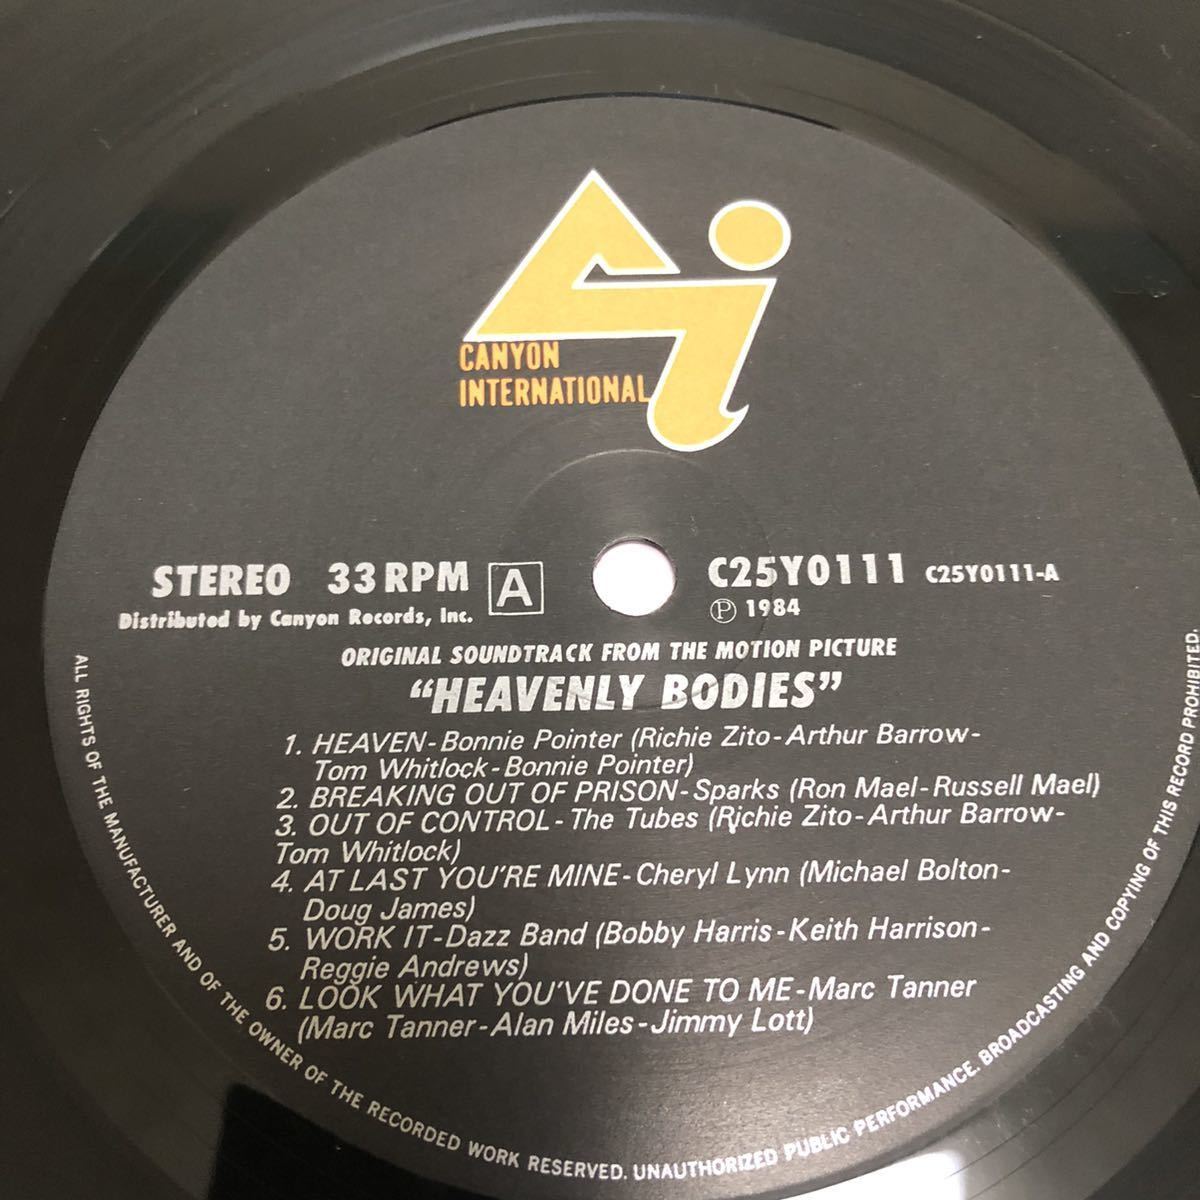 CANYON
INTERNATIONAL
STEREO 33 RPM A
C25Y0111 C25Y0111-A
Distributed by Canyon Records, Inc.
Ⓟ 1984
ORIGINAL SOUNDTRACK FROM THE MOTION PICTURE
"HEAVENLY BODIES"
1. HEAVEN-Bonnie Pointer (Richie Zito-Arthur Barrow-
Tom Whitlock-Bonnie Pointer)
2. BREAKING OUT OF PRISON-Sparks (Ron Mael-Russell Mael)
3. OUT OF CONTROL-The Tubes (Richie Zito-Arthur Barrow-
Tom Whitlock)
4. AT LAST YOU'RE MINE-Cheryl Lynn (Michael Bolton-
Doug James)
5. WORK IT-Dazz Band (Bobby Harris-Keith Harrison-
Reggie Andrews)
6. LOOK WHAT YOU'VE DONE TO ME-Marc Tanner
(Marc Tanner-Alan Miles-Jimmy Lott)
ALL RIGHTS OF THE MANUFACTURER AND OF THE OWNER OF THE RECORDED WORK RESERVED. UNAUTHORIZED PUBLIC PERFORMANCE. BROADCASTING AND COPYING OF THIS RECORD PROHIBITED.